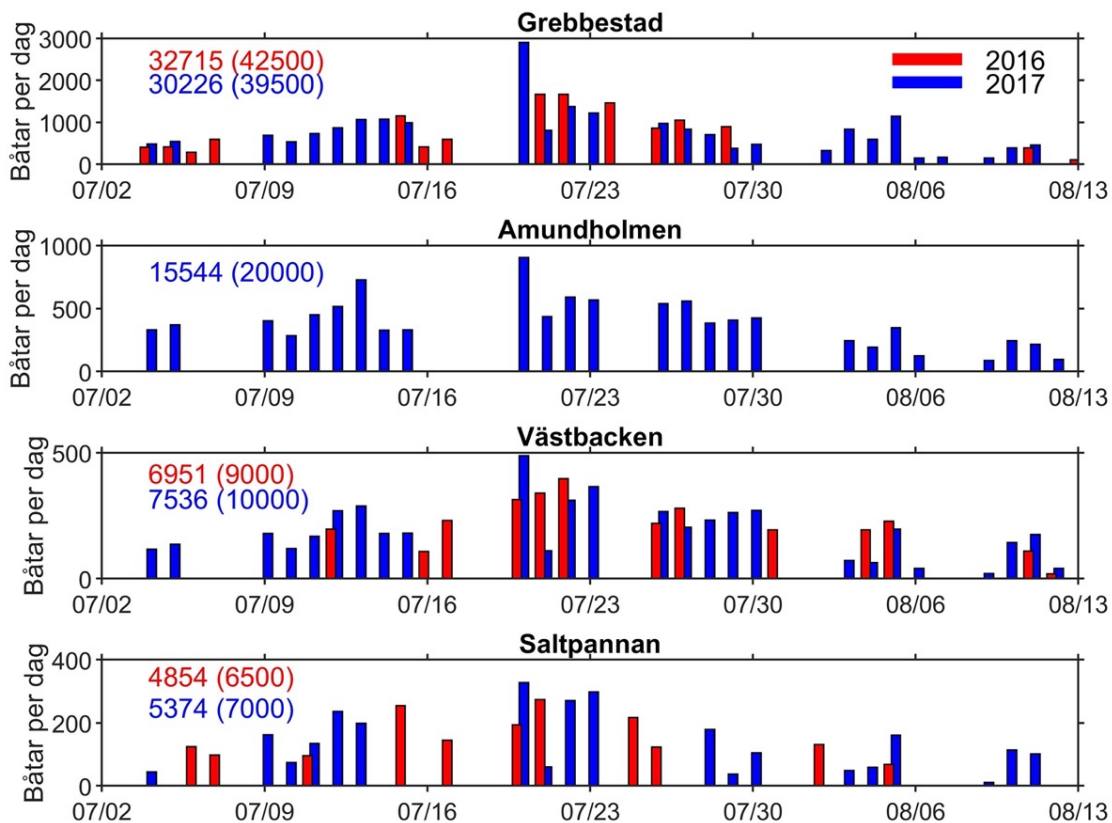 Grebbestad
Båtar per dag
3000
2000
1000
0
32715 (42500)
30226 (39500)
2016
2017
07/02 07/09 07/16 07/23 07/30 08/06 08/13
Amundholmen
Båtar per dag
1000
500
0
15544 (20000)
07/02 07/09 07/16 07/23 07/30 08/06 08/13
Västbacken
Båtar per dag
500
0
6951 (9000)
7536 (10000)
07/02 07/09 07/16 07/23 07/30 08/06 08/13
Saltpannan
Båtar per dag
400
200
0
4854 (6500)
5374 (7000)
07/02 07/09 07/16 07/23 07/30 08/06 08/13